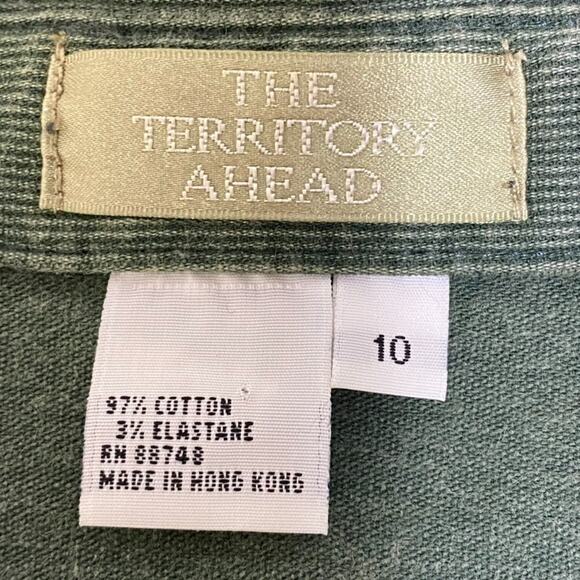 THE
TERRITORY
AHEAD
10
97% COTTON
3% ELASTANE
RN 88748
MADE IN HONG KONG